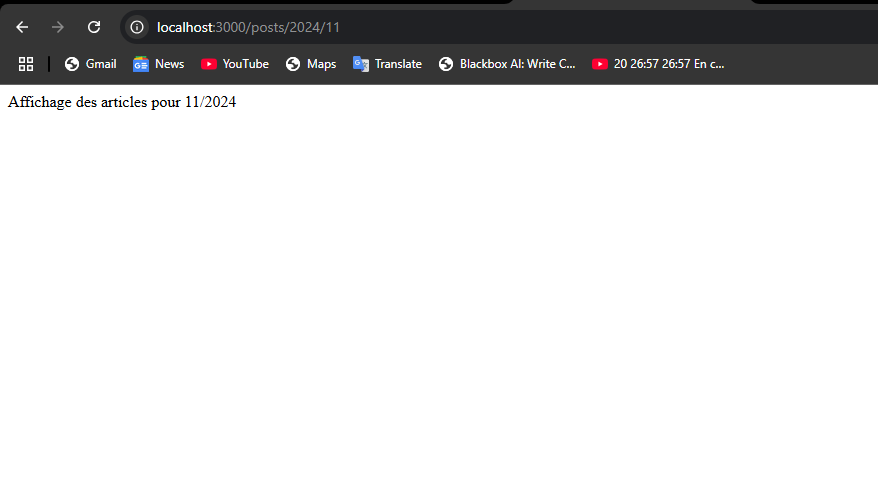 localhost:3000/posts/2024/11
Gmail News YouTube Maps Translate Blackbox AI: Write C... 20 26:57 26:57 En c...
Affichage des articles pour 11/2024